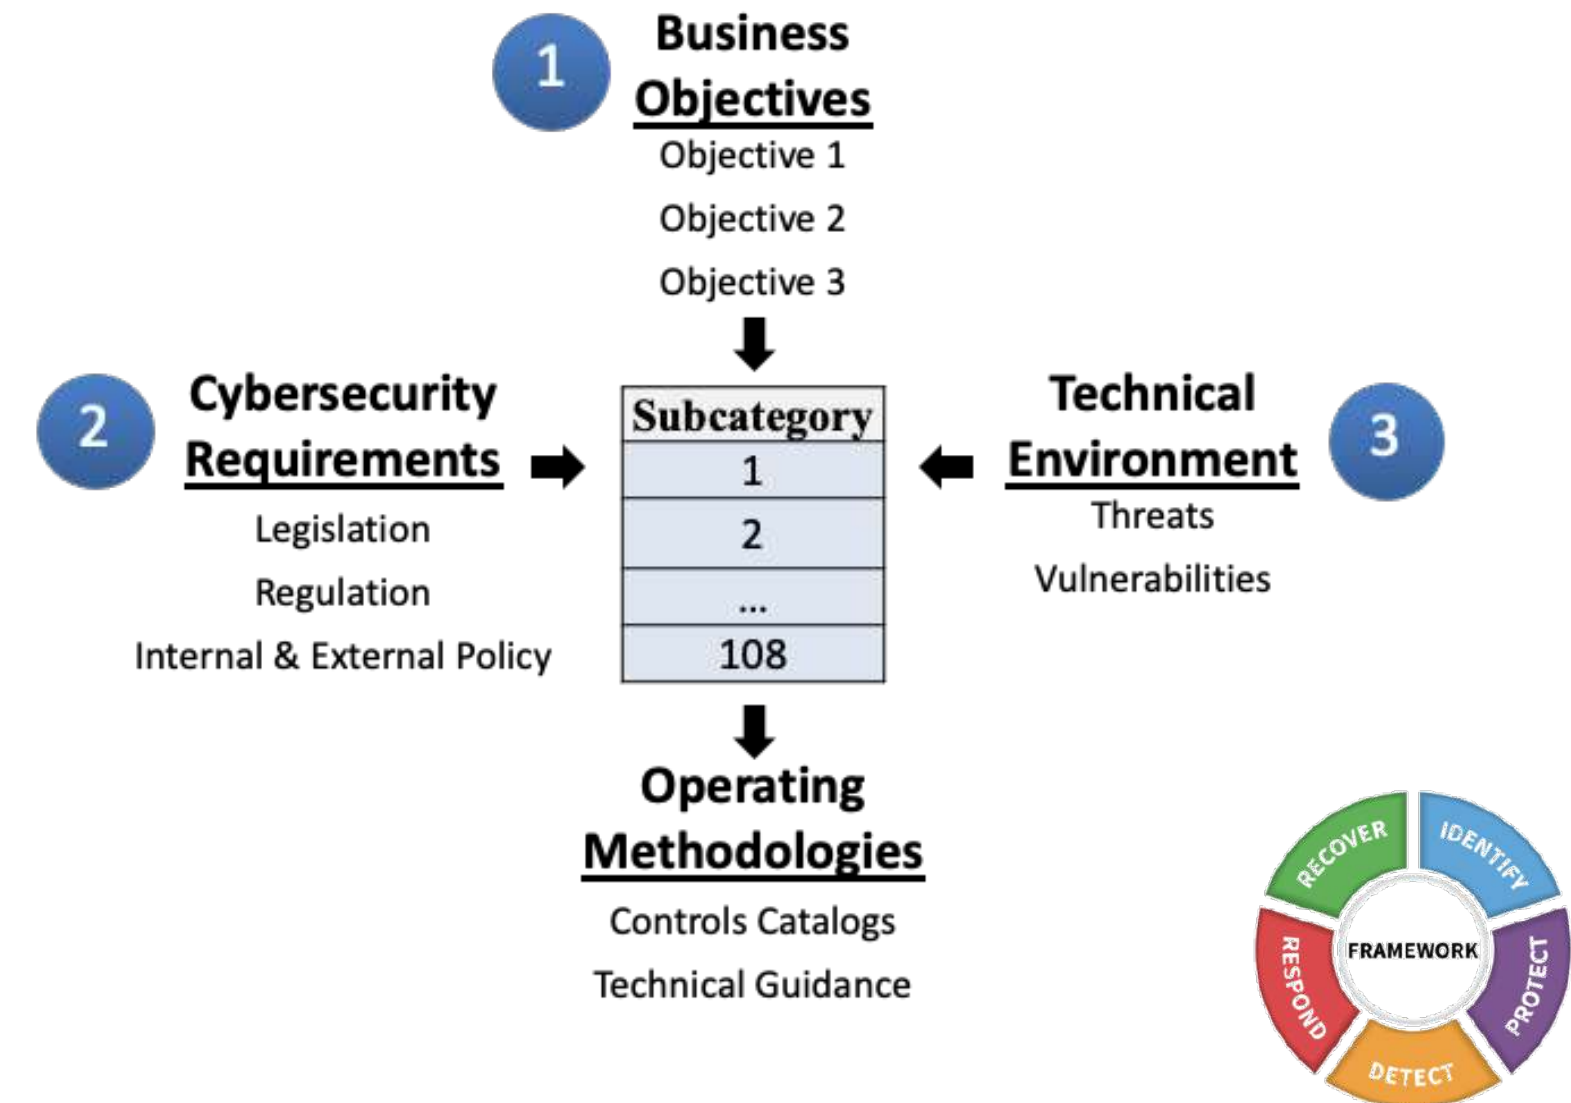 1
Business
Objectives
Objective 1
Objective 2
Objective 3
2
Cybersecurity
Requirements
Legislation
Regulation
Internal & External Policy
Subcategory
1
2
...
108
Technical
Environment
3
Threats
Vulnerabilities
Operating
Methodologies
Controls Catalogs
Technical Guidance
RECOVER
IDENTIFY
FRAMEWORK
RESPOND
PROTECT
DETECT